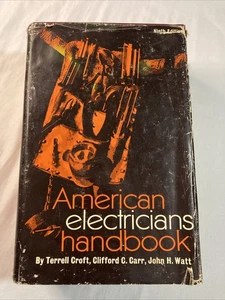 Ninth Edition
American
electricians
handbook
By Terrell Croft, Clifford C. Carr, John H. Watt